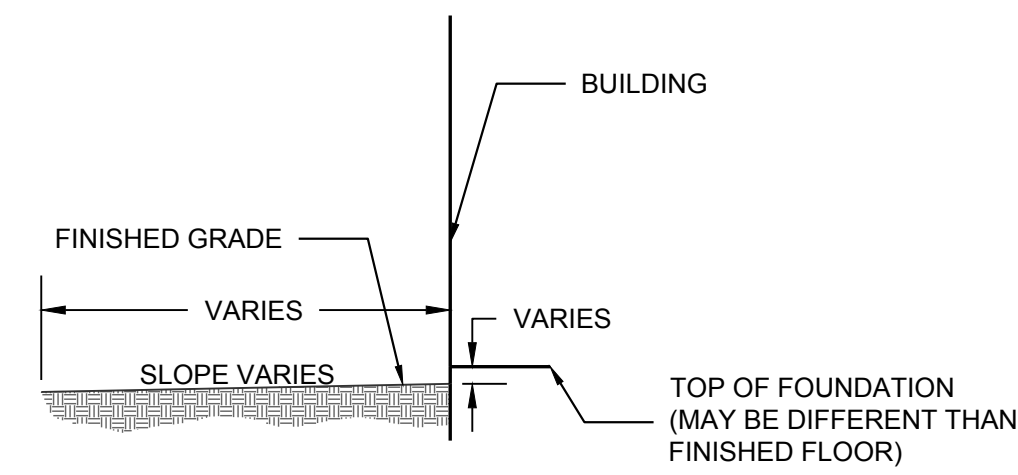 BUILDING
FINISHED GRADE
VARIES
VARIES
SLOPE VARIES
TOP OF FOUNDATION
(MAY BE DIFFERENT THAN
FINISHED FLOOR)